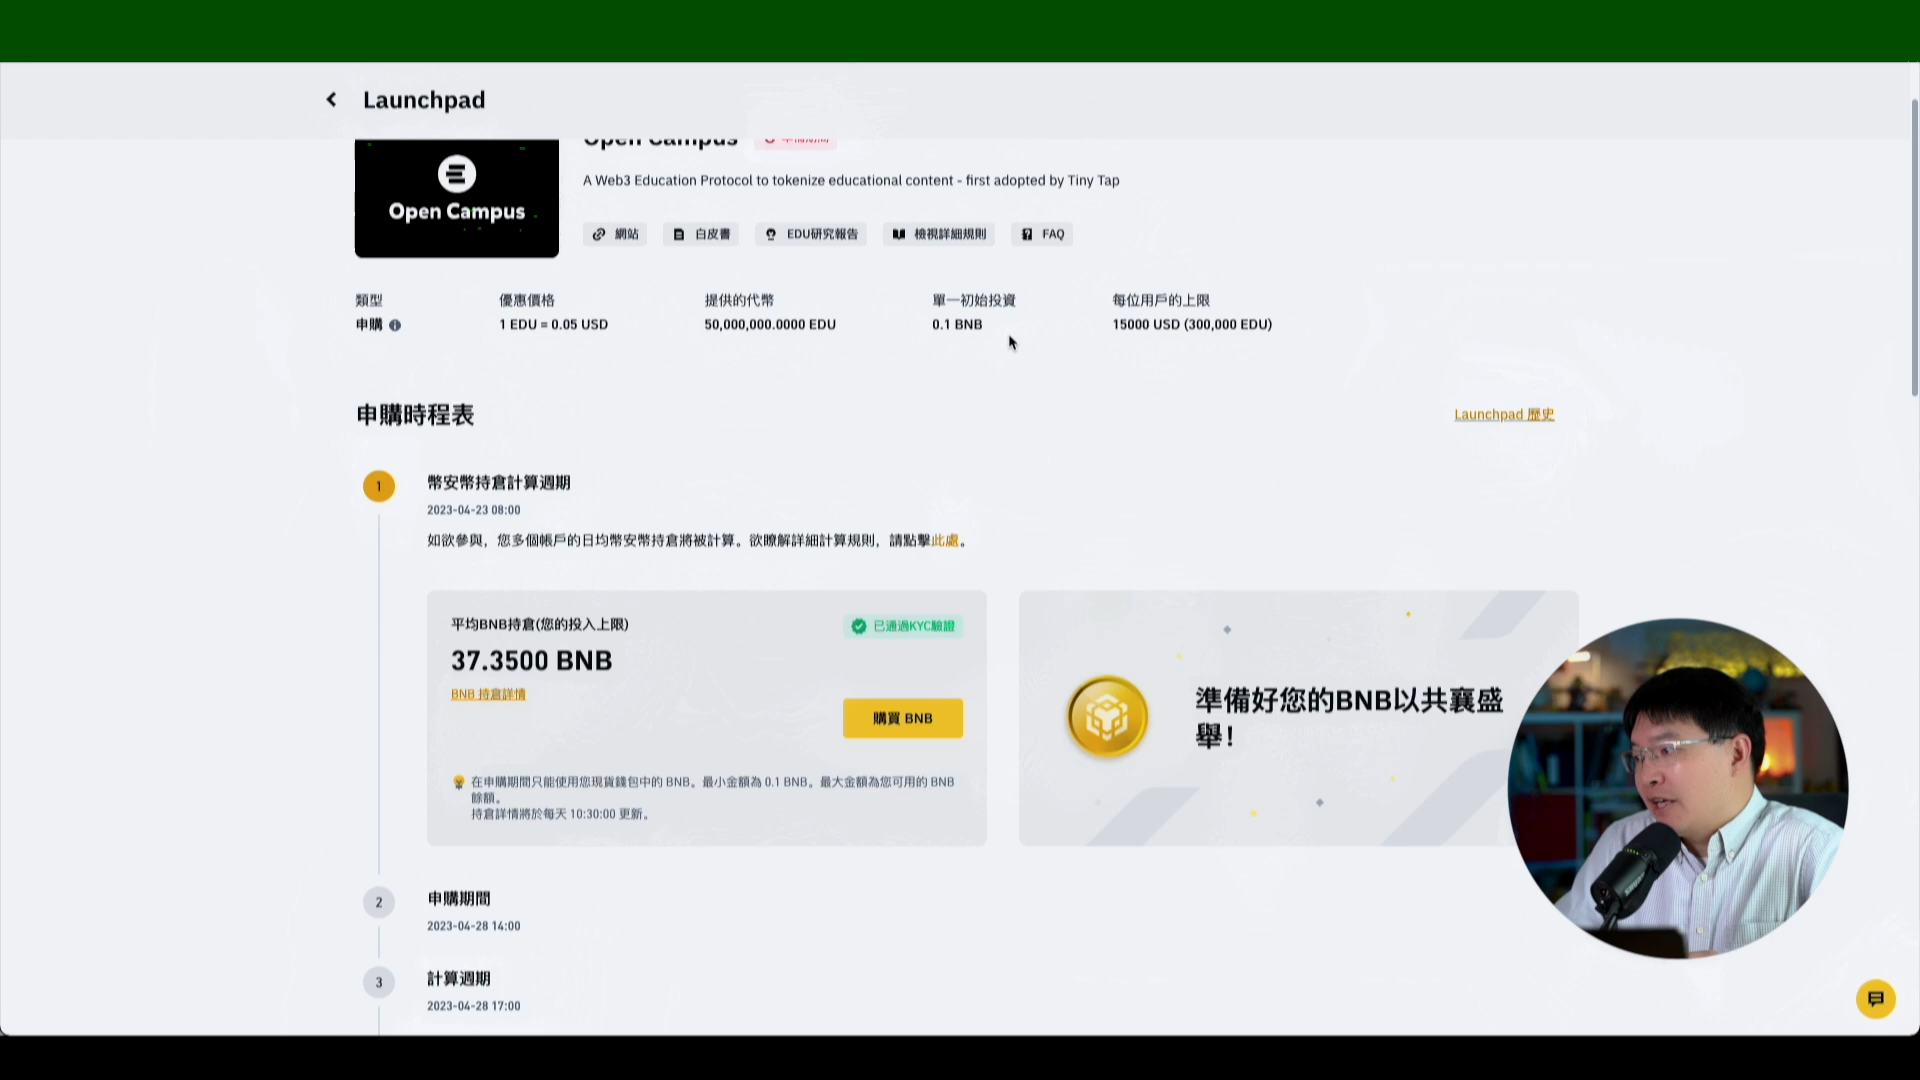 Launchpad
Open Campus
Open Campus
A Web3 Education Protocol to tokenize educational content - first adopted by Tiny Tap
網站
白皮書
EDU研究報告
檢視詳細規則
FAQ
類型
申購
優惠價格
1 EDU = 0.05 USD
提供的代幣
50,000,000.0000 EDU
單一初始投資
0.1 BNB
每位用戶的上限
15000 USD (300,000 EDU)
申購時程表
Launchpad 歷史
1
幣安幣持倉計算週期
2023-04-23 08:00
如欲參與，您多個帳戶的日均幣安幣持倉將被計算。欲瞭解詳細計算規則，請點擊此處。
平均BNB持倉(您的投入上限)
已通過KYC驗證
37.3500 BNB
BNB 持倉詳情
購買 BNB
在申購期間只能使用您現貨錢包中的 BNB。最小金額為 0.1 BNB。最大金額為您可用的 BNB
餘額。
持倉詳情將於每天 10:30:00 更新。
準備好您的BNB以共襄盛
舉！
2
申購期間
2023-04-28 14:00
3
計算週期
2023-04-28 17:00